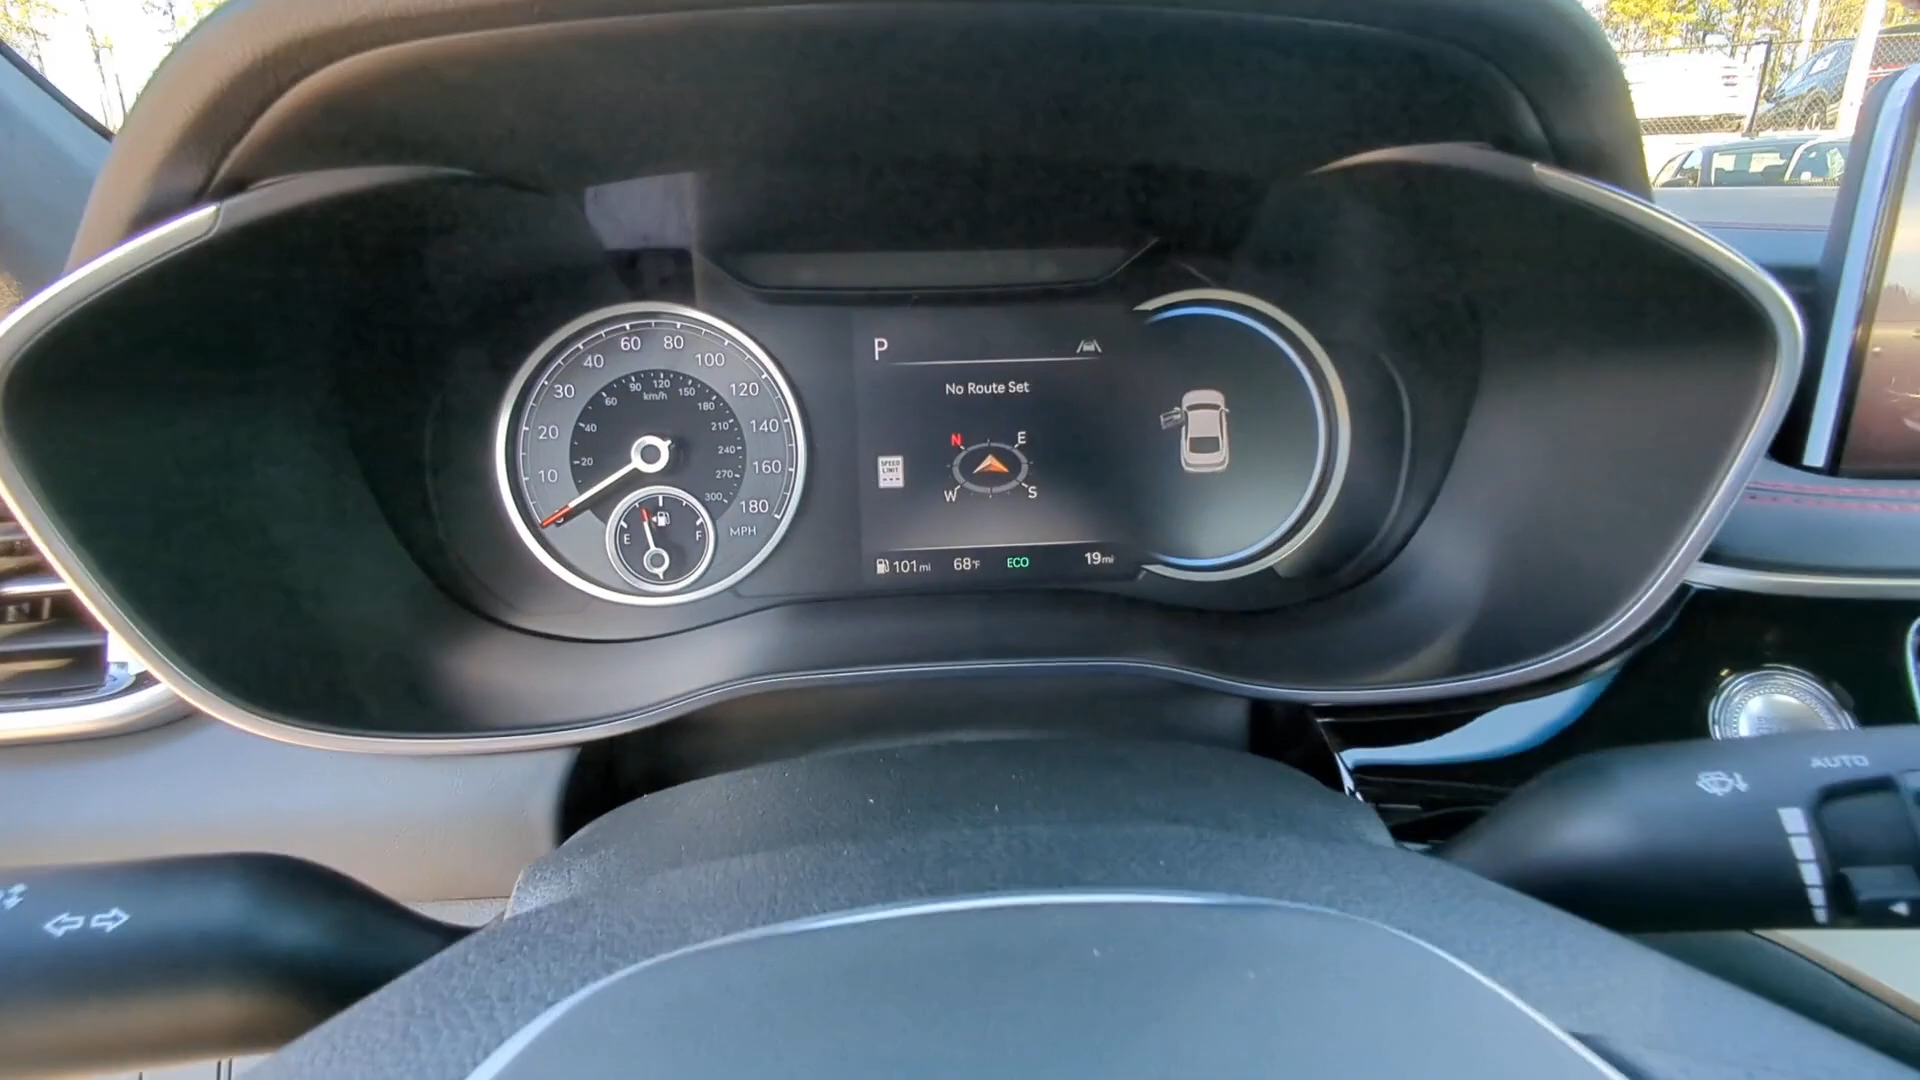 60 80
40 100
30 120
20 140
10 160
180
MPH
90 120 150
60 km/h 180
40 210
20 240
270
300
E F
P
No Route Set
N E
W S
SPEED
LIMIT
---
101mi 68°F ECO 19mi
AUTO